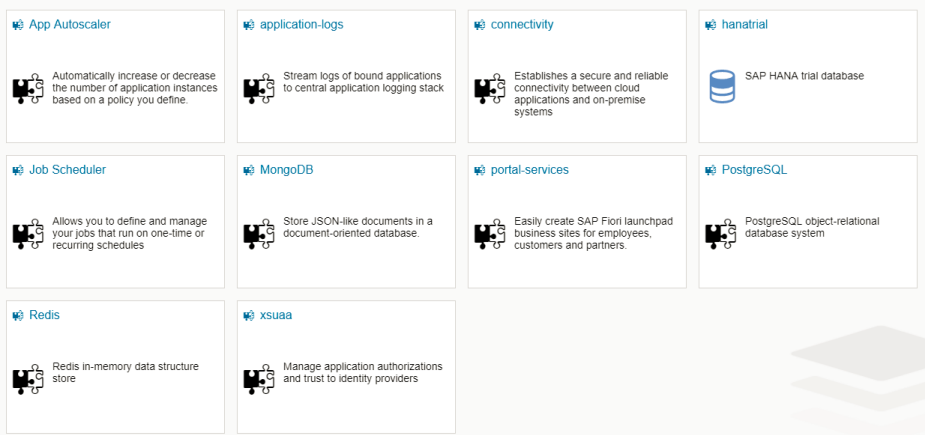 App Autoscaler
Automatically increase or decrease
the number of application instances
based on a policy you define.
application-logs
Stream logs of bound applications
to central application logging stack
connectivity
Establishes a secure and reliable
connectivity between cloud
applications and on-premise
systems
hanatrial
SAP HANA trial database
Job Scheduler
Allows you to define and manage
your jobs that run on one-time or
recurring schedules
MongoDB
Store JSON-like documents in a
document-oriented database.
portal-services
Easily create SAP Fiori launchpad
business sites for employees,
customers and partners.
PostgreSQL
PostgreSQL object-relational
database system
Redis
Redis in-memory data structure
store
xsuaa
Manage application authorizations
and trust to identity providers